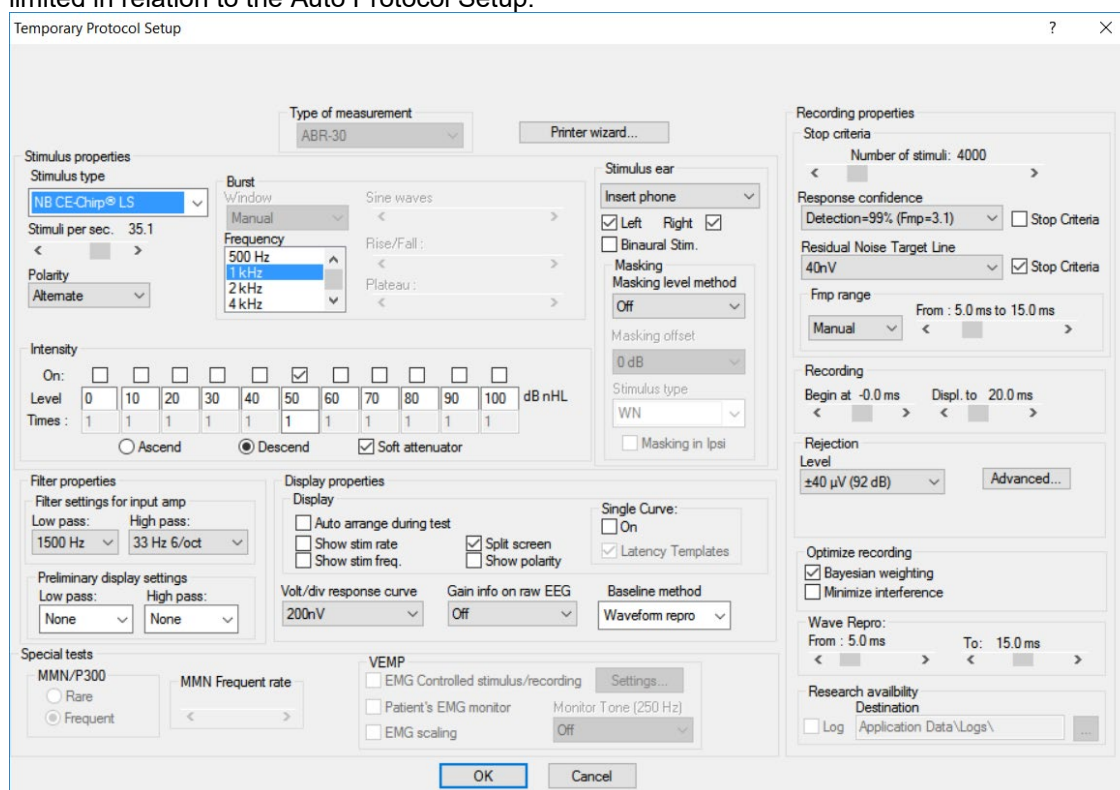 limited in relation to the Auto Protocol Setup.
Temporary Protocol Setup ? ×
Type of measurement
ABR-30
Printer wizard...
Stimulus properties
Stimulus type
NB CE-Chirp® LS
Stimuli per sec. 35.1
Polarity
Alternate
Burst
Window
Manual
Frequency
500 Hz
1 kHz
2 kHz
4 kHz
Sine waves
Rise/Fall :
Plateau :
Intensity
On:
Level 0 10 20 30 40 50 60 70 80 90 100 dB nHL
Times : 1 1 1 1 1 1 1 1 1 1 1
Ascend Descend Soft attenuator
Stimulus ear
Insert phone
Left Right
Binaural Stim.
Masking
Masking level method
Off
Masking offset
0 dB
Stimulus type
WN
Masking in Ipsi
Filter properties
Filter settings for input amp
Low pass: High pass:
1500 Hz 33 Hz 6/oct
Preliminary display settings
Low pass: High pass:
None None
Display properties
Display
Auto arrange during test
Show stim rate Split screen
Show stim freq. Show polarity
Single Curve:
On
Latency Templates
Volt/div response curve Gain info on raw EEG Baseline method
200nV Off Waveform repro
Special tests
MMN/P300
Rare
Frequent
MMN Frequent rate
VEMP
EMG Controlled stimulus/recording Settings...
Patient's EMG monitor Monitor Tone (250 Hz)
EMG scaling Off
Recording properties
Stop criteria
Number of stimuli: 4000
Response confidence
Detection=99% (Fmp=3.1) Stop Criteria
Residual Noise Target Line
40nV Stop Criteria
Fmp range
From : 5.0 ms to 15.0 ms
Manual
Recording
Begin at -0.0 ms Displ. to 20.0 ms
Rejection
Level
±40 µV (92 dB) Advanced...
Optimize recording
Bayesian weighting
Minimize interference
Wave Repro:
From : 5.0 ms To: 15.0 ms
Research availbility
Destination
Log Application Data\Logs\ ...
OK Cancel